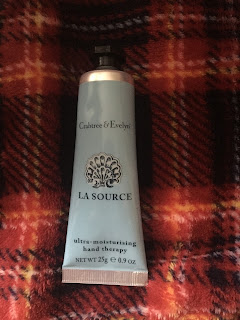 Crabtree & Evelyn
LA SOURCE
ultra-moisturising
hand therapy
NET WT 25g ℮ 0.9 OZ